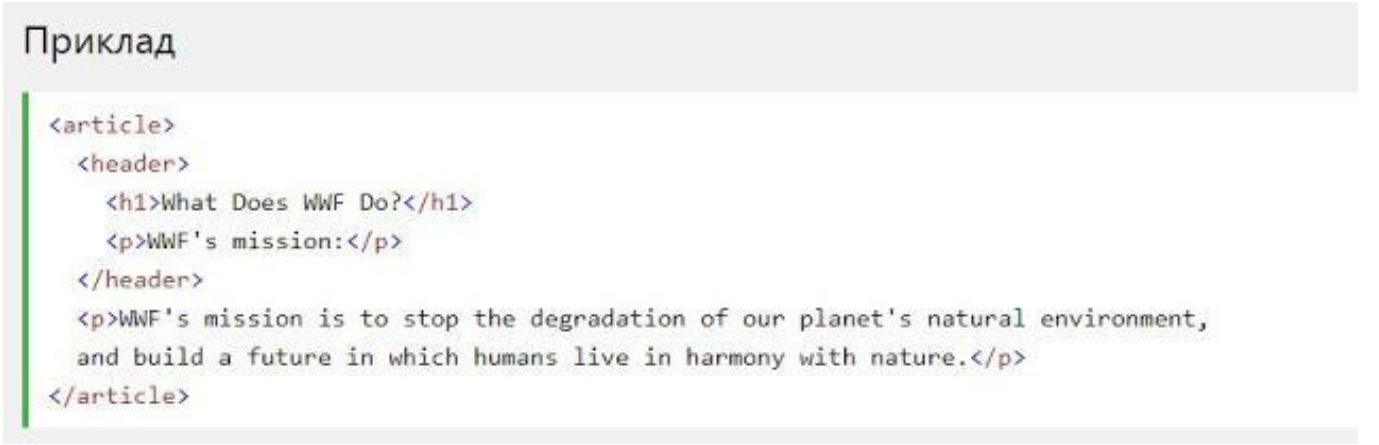 Приклад
<article>
<header>
<h1>What Does WWF Do?</h1>
<p>WWF's mission:</p>
</header>
<p>WWF's mission is to stop the degradation of our planet's natural environment,
and build a future in which humans live in harmony with nature.</p>
</article>